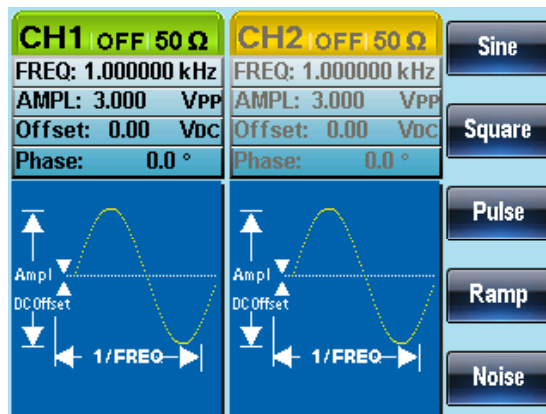 CH1 OFF 50 Ω
FREQ: 1.000000 kHz
AMPL: 3.000 VPP
Offset: 0.00 VDC
Phase: 0.0 °
Ampl
DC Offset
1/FREQ
CH2 OFF 50 Ω
FREQ: 1.000000 kHz
AMPL: 3.000 VPP
Offset: 0.00 VDC
Phase: 0.0 °
Ampl
DC Offset
1/FREQ
Sine
Square
Pulse
Ramp
Noise